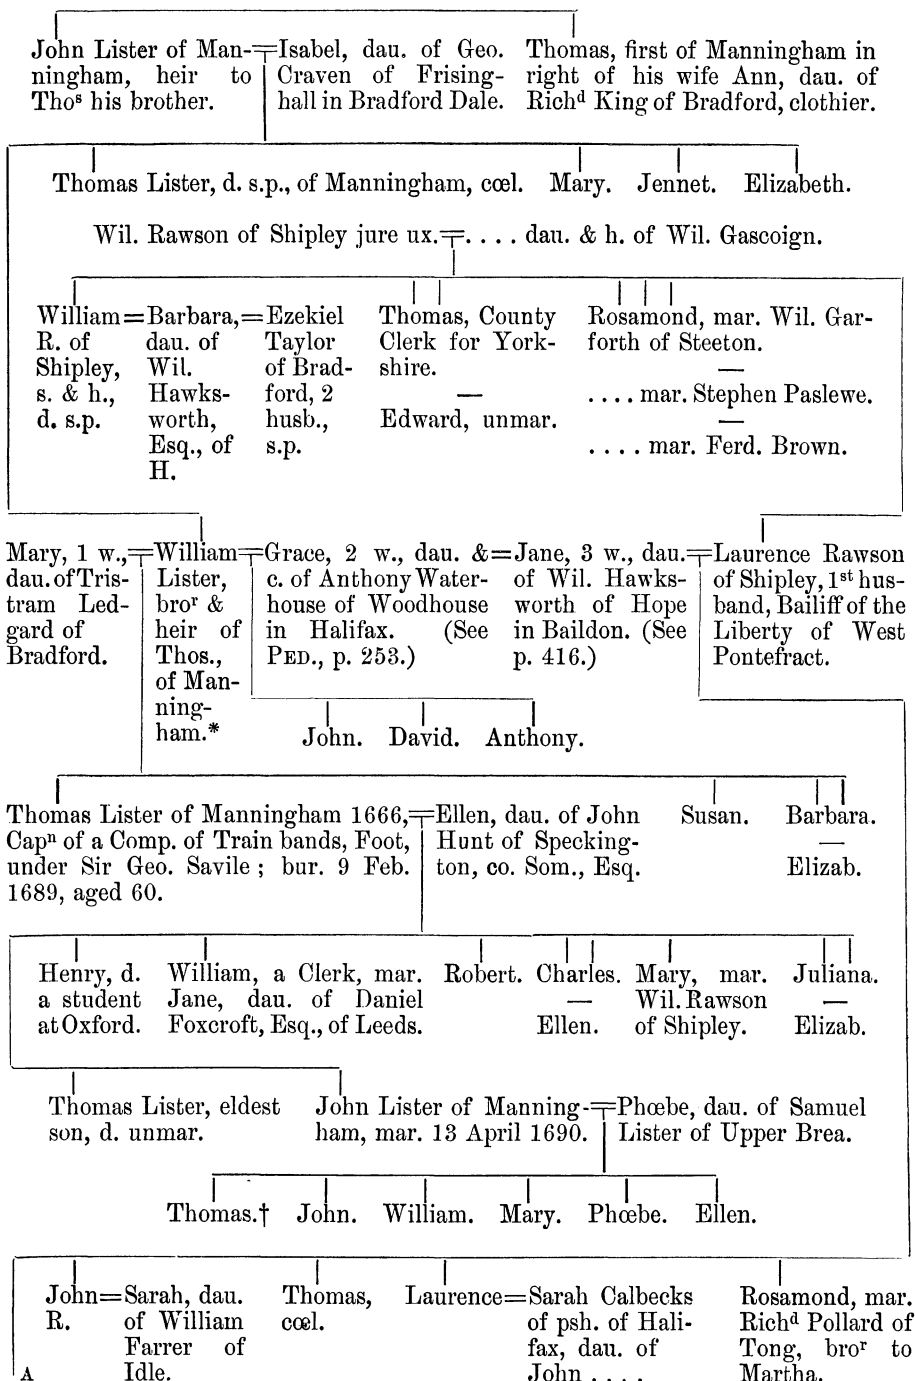 John Lister of Man-
ningham, heir to
Thoˢ his brother.
Isabel, dau. of Geo.
Craven of Frising-
hall in Bradford Dale.
Thomas, first of Manningham in
right of his wife Ann, dau. of
Richᵈ King of Bradford, clothier.
Thomas Lister, d. s.p., of Manningham, cœl. Mary. Jennet. Elizabeth.
Wil. Rawson of Shipley jure ux. = . . . . dau. & h. of Wil. Gascoign.
William =
R. of
Shipley,
s. & h.,
d. s.p.
Barbara, =
dau. of
Wil.
Hawks-
worth,
Esq., of
H.
Ezekiel
Taylor
of Brad-
ford, 2
husb.,
s.p.
Thomas, County
Clerk for York-
shire.
—
Edward, unmar.
Rosamond, mar. Wil. Gar-
forth of Steeton.
—
. . . . mar. Stephen Paslewe.
—
. . . . mar. Ferd. Brown.
Mary, 1 w., =
dau. of Tris-
tram Led-
gard of
Bradford.
William =
Lister,
broʳ &
heir of
Thos.,
of Man-
ning-
ham.*
Grace, 2 w., dau. & =
c. of Anthony Water-
house of Woodhouse
in Halifax. (See
PED., p. 253.)
Jane, 3 w., dau. =
of Wil. Hawks-
worth of Hope
in Baildon. (See
p. 416.)
Laurence Rawson
of Shipley, 1ˢᵗ hus-
band, Bailiff of the
Liberty of West
Pontefract.
John. David. Anthony.
Thomas Lister of Manningham 1666, =
Capⁿ of a Comp. of Train bands, Foot,
under Sir Geo. Savile ; bur. 9 Feb.
1689, aged 60.
Ellen, dau. of John
Hunt of Specking-
ton, co. Som., Esq.
Susan.
Barbara.
—
Elizab.
Henry, d.
a student
at Oxford.
William, a Clerk, mar.
Jane, dau. of Daniel
Foxcroft, Esq., of Leeds.
Robert.
Charles.
—
Ellen.
Mary, mar.
Wil. Rawson
of Shipley.
Juliana.
—
Elizab.
Thomas Lister, eldest
son, d. unmar.
John Lister of Manning- =
ham, mar. 13 April 1690.
Phœbe, dau. of Samuel
Lister of Upper Brea.
Thomas.† John. William. Mary. Phœbe. Ellen.
John =
R.
Sarah, dau.
of William
Farrer of
Idle.
Thomas,
cœl.
Laurence =
Sarah Calbecks
of psh. of Hali-
fax, dau. of
John . . . .
Rosamond, mar.
Richᵈ Pollard of
Tong, broʳ to
Martha.
A